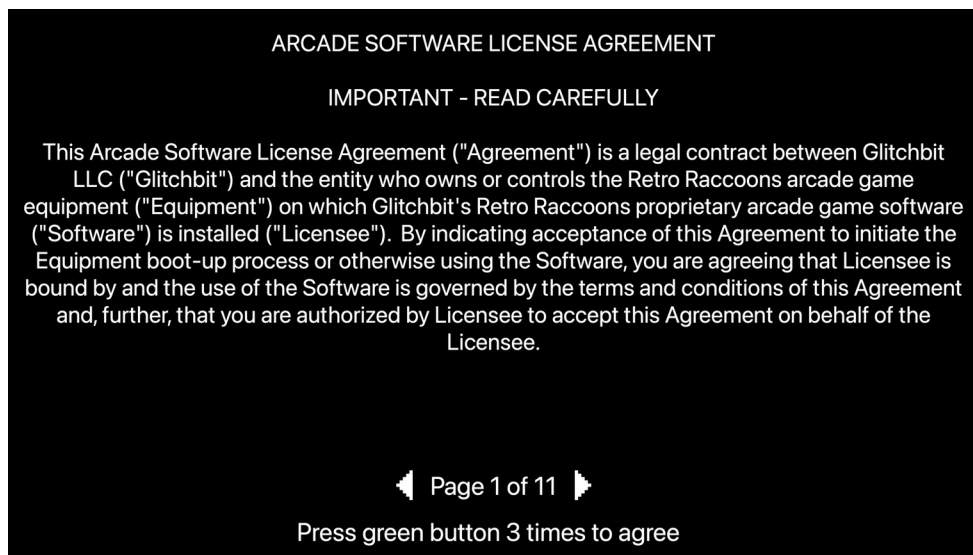 ARCADE SOFTWARE LICENSE AGREEMENT
IMPORTANT - READ CAREFULLY
This Arcade Software License Agreement ("Agreement") is a legal contract between Glitchbit
LLC ("Glitchbit") and the entity who owns or controls the Retro Raccoons arcade game
equipment ("Equipment") on which Glitchbit's Retro Raccoons proprietary arcade game software
("Software") is installed ("Licensee"). By indicating acceptance of this Agreement to initiate the
Equipment boot-up process or otherwise using the Software, you are agreeing that Licensee is
bound by and the use of the Software is governed by the terms and conditions of this Agreement
and, further, that you are authorized by Licensee to accept this Agreement on behalf of the
Licensee.
Page 1 of 11
Press green button 3 times to agree